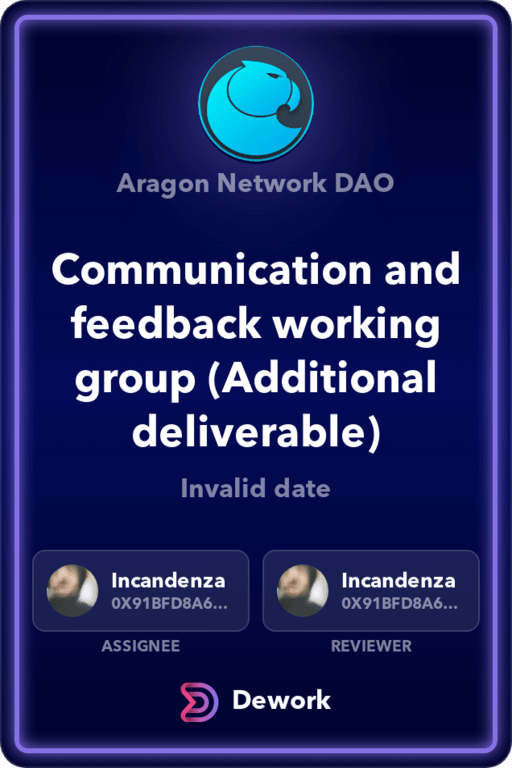 Aragon Network DAO
Communication and
feedback working
group (Additional
deliverable)
Invalid date
Incandenza
0X91BFD8A6...
Incandenza
0X91BFD8A6...
ASSIGNEE
REVIEWER
Dework